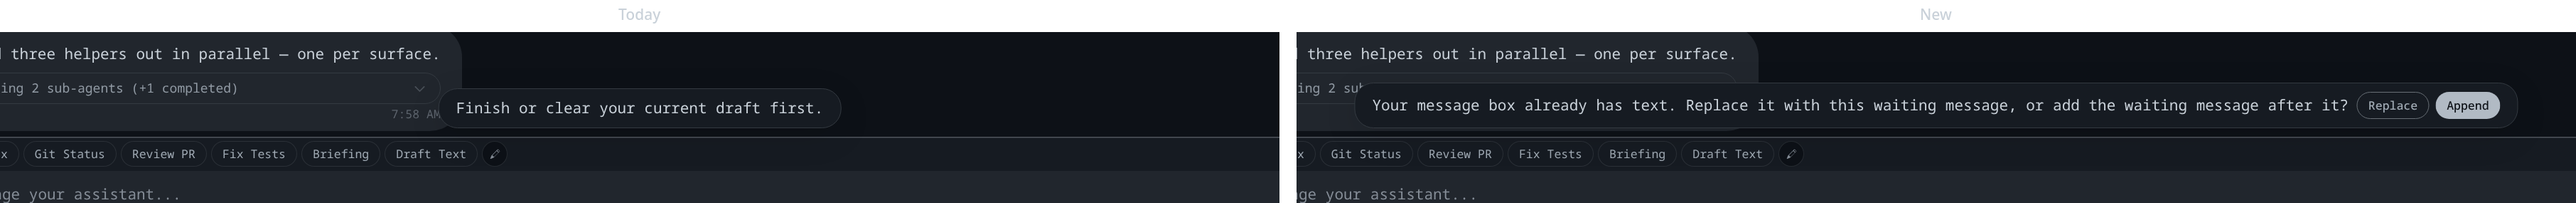 Today
three helpers out in parallel — one per surface.
ing 2 sub-agents (+1 completed)
7:58 AM
Finish or clear your current draft first.
x Git Status Review PR Fix Tests Briefing Draft Text
ge your assistant...
New
three helpers out in parallel — one per surface.
ing 2 sub
Your message box already has text. Replace it with this waiting message, or add the waiting message after it? Replace Append
x Git Status Review PR Fix Tests Briefing Draft Text
ge your assistant...